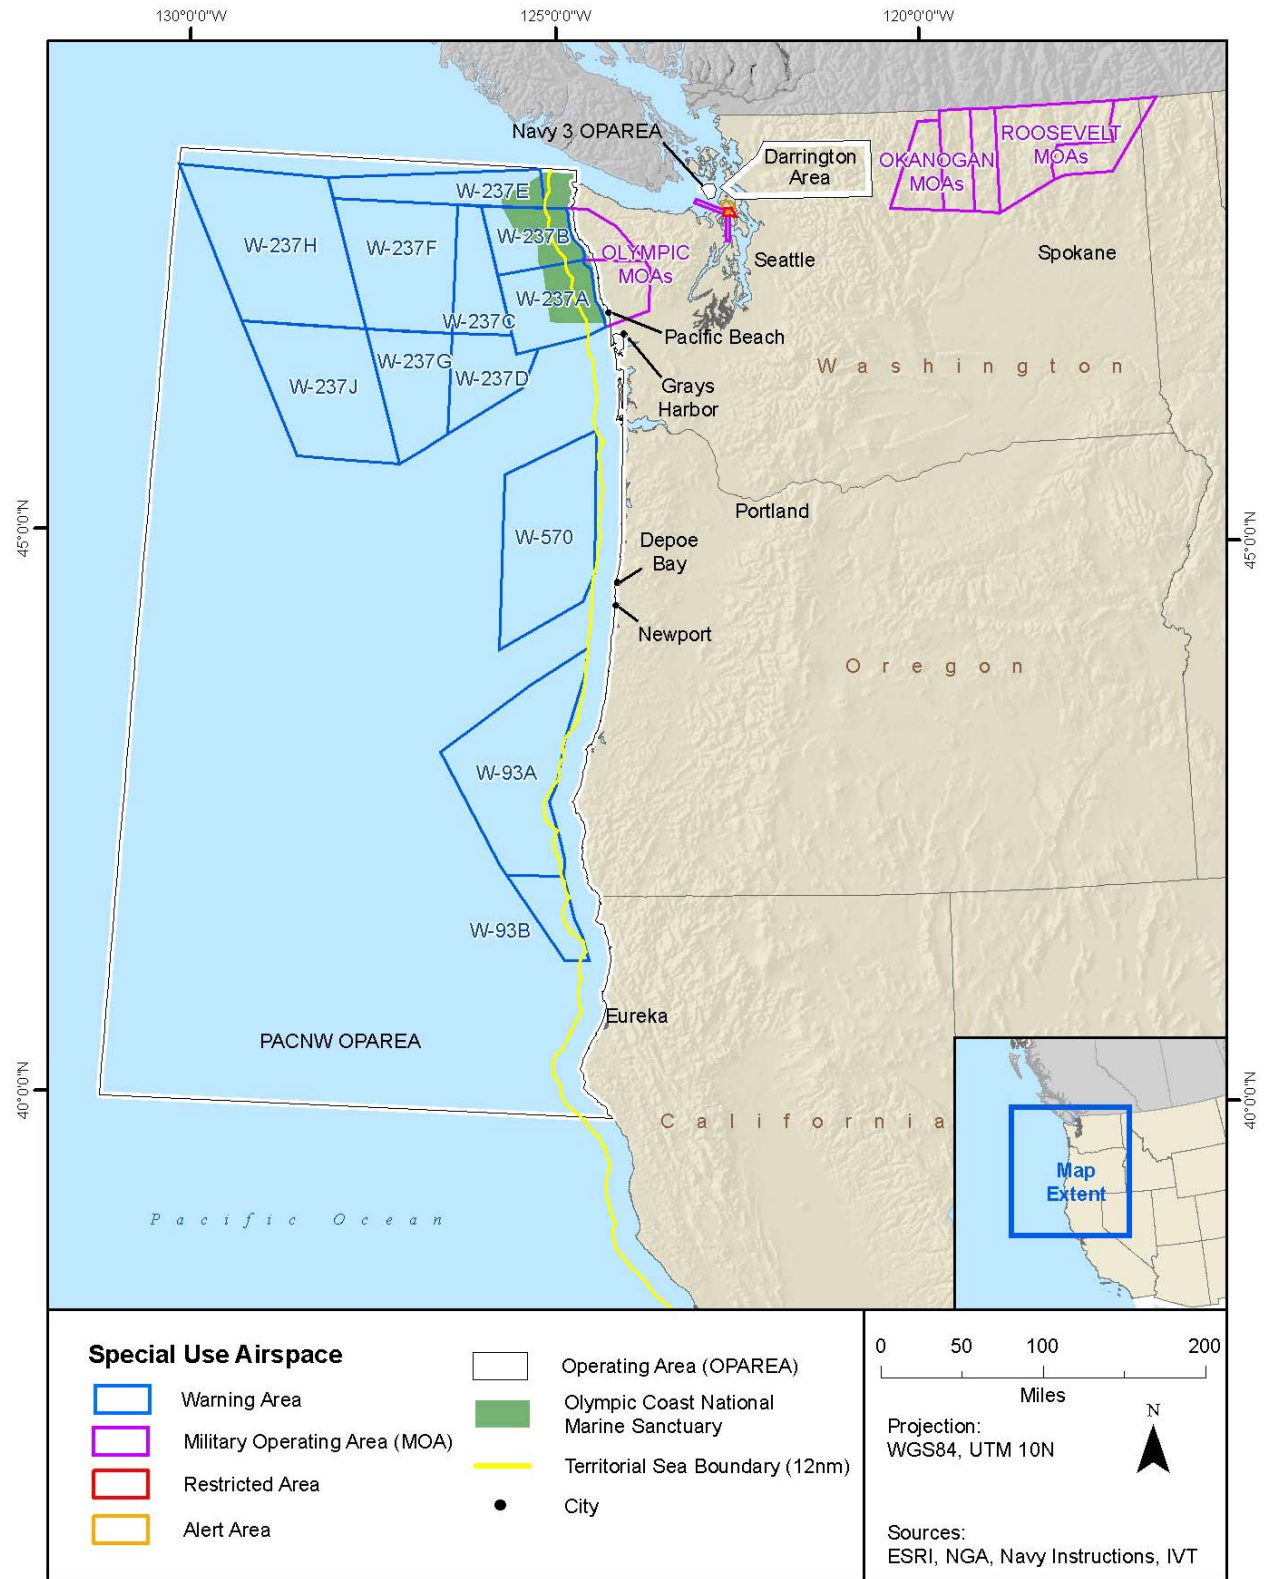 130°0'0"W
125°0'0"W
120°0'0"W
Navy 3 OPAREA
Darrington
Area
OKANOGAN
MOAs
ROOSEVELT
MOAs
W-237E
W-237H
W-237F
W-237B
OLYMPIC
MOAs
Seattle
Spokane
W-237A
W-237C
Pacific Beach
W-237G
W-237J
W-237D
Grays
Harbor
Washington
45°0'0"N
45°0'0"N
Portland
W-570
Depoe
Bay
Newport
Oregon
W-93A
W-93B
Eureka
PACNW OPAREA
40°0'0"N
40°0'0"N
California
Map
Extent
Pacific Ocean
Special Use Airspace
Warning Area
Military Operating Area (MOA)
Restricted Area
Alert Area
Operating Area (OPAREA)
Olympic Coast National
Marine Sanctuary
Territorial Sea Boundary (12nm)
City
0 50 100 200
Miles
N
Projection:
WGS84, UTM 10N
Sources:
ESRI, NGA, Navy Instructions, IVT